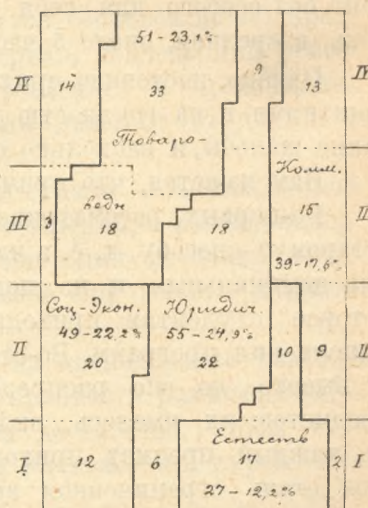 51-23,1%
IV 14 33 9 13 IV
Товаро-
Комм.
ведн 15
III 3 18 18
39-17,6%
Соц-Экон. Юридич.
49-22,2% 55-24,9%
II 10 9
20 22
Естеств
I 12 6 17 2 I
27-12,2%